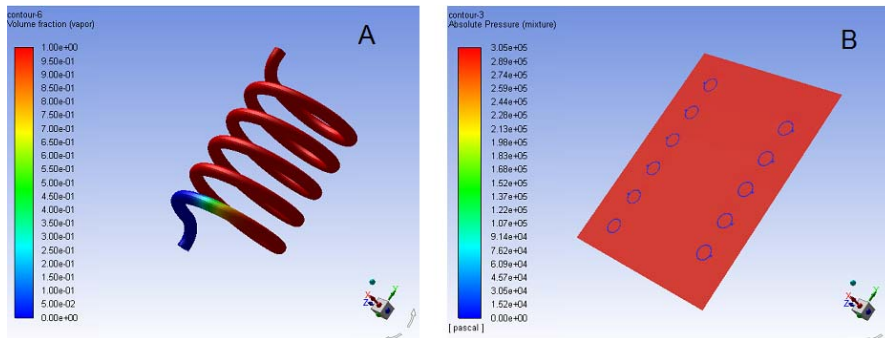 contour-6
Volume fraction (vapor)
A
1.00e+00
9.50e-01
9.00e-01
8.50e-01
8.00e-01
7.50e-01
7.00e-01
6.50e-01
6.00e-01
5.50e-01
5.00e-01
4.50e-01
4.00e-01
3.50e-01
3.00e-01
2.50e-01
2.00e-01
1.50e-01
1.00e-01
5.00e-02
0.00e+00
X
Y
Z
contour-3
Absolute Pressure (mixture)
B
3.05e+05
2.89e+05
2.74e+05
2.59e+05
2.44e+05
2.28e+05
2.13e+05
1.98e+05
1.83e+05
1.67e+05
1.52e+05
1.37e+05
1.22e+05
1.07e+05
9.14e+04
7.61e+04
6.09e+04
4.57e+04
3.05e+04
1.52e+04
0.00e+00
[ pascal ]
X
Y
Z